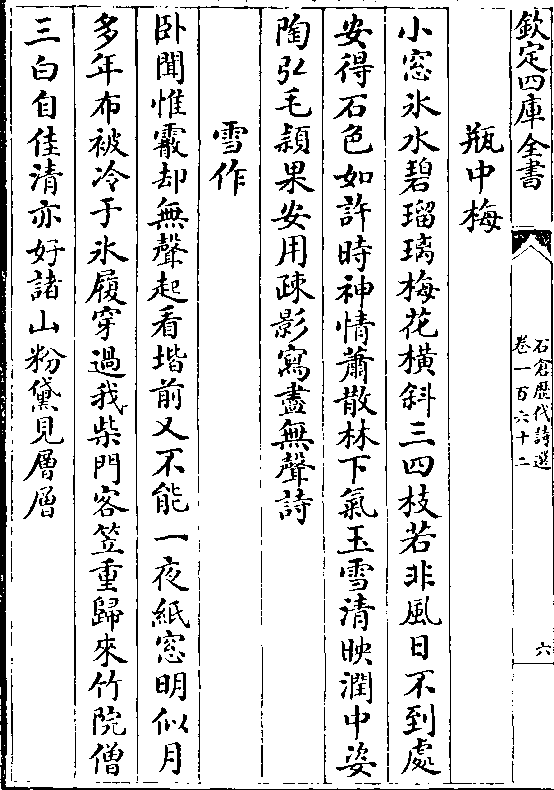 欽定四庫全書
石倉歷代詩選
卷一百六十二
六
瓶中梅
小窓氷水碧瑠璃梅花橫斜三四枝若非風日不到處
安得石色如許時神情蕭散林下氣玉雪清映潤中姿
陶弘毛頴果安用疎影寫盡無聲詩
雪作
卧聞惟霰却無聲起看堦前又不能一夜紙窓明似月
多年布被冷于氷履穿過我柴門客笠重歸來竹院僧
三白自佳清亦好諸山粉黛見層層